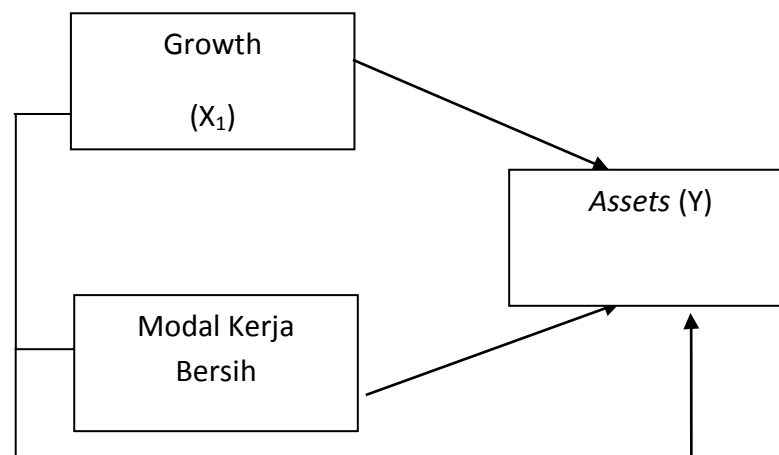 Growth
(X₁)
Assets (Y)
Modal Kerja
Bersih